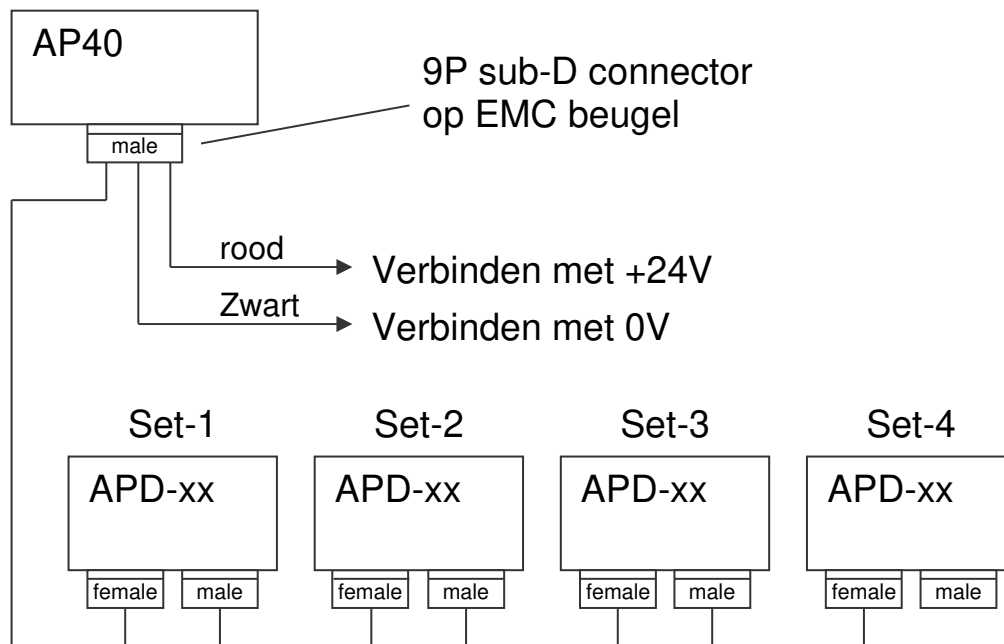 AP40
9P sub-D connector
op EMC beugel
male
rood
Verbinden met +24V
Zwart
Verbinden met 0V
Set-1
Set-2
Set-3
Set-4
APD-xx
APD-xx
APD-xx
APD-xx
female
male
female
male
female
male
female
male